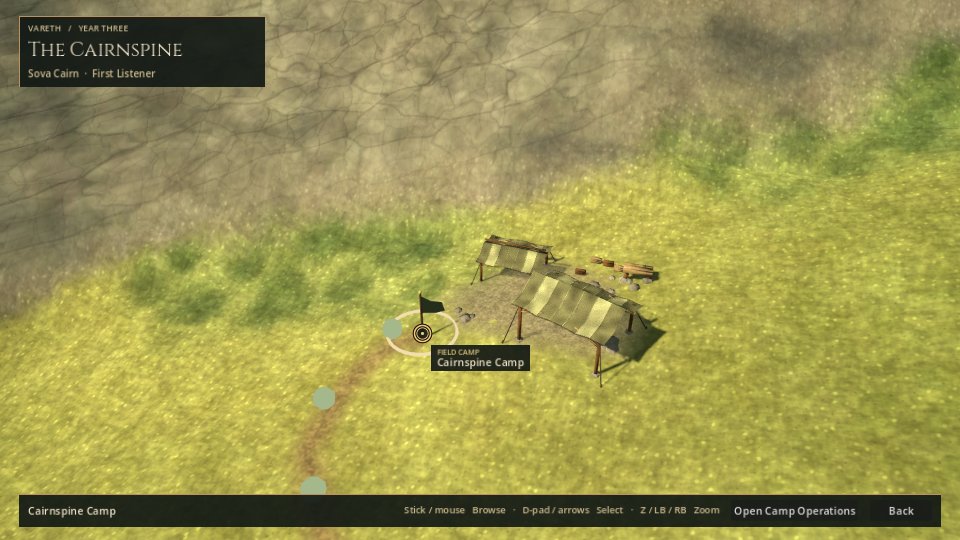 VARETH / YEAR THREE
The Cairnspine
Sova Cairn · First Listener
FIELD CAMP
Cairnspine Camp
Cairnspine Camp
Stick / mouse Browse · D-pad / arrows Select · Z / LB / RB Zoom
Open Camp Operations
Back